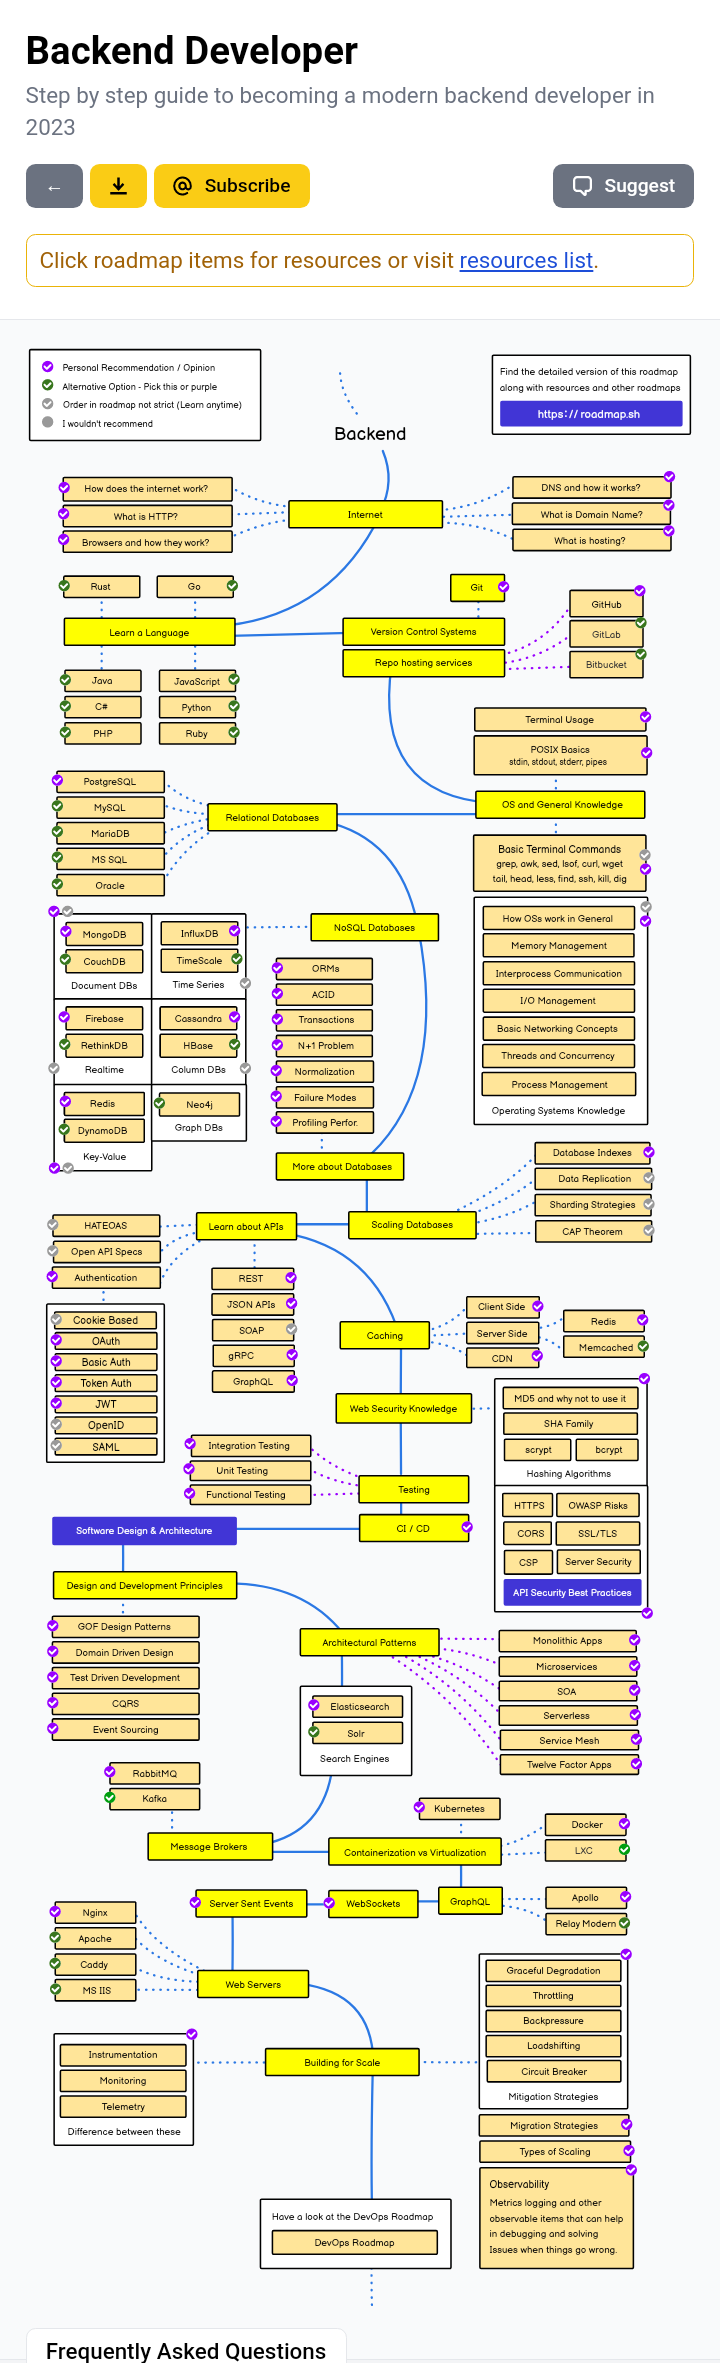 Backend Developer
Step by step guide to becoming a modern backend developer in
2023
←
Subscribe
Suggest
Click roadmap items for resources or visit resources list.
Personal Recommendation / Opinion
Alternative Option - Pick this or purple
Order in roadmap not strict (Learn anytime)
I wouldn't recommend
Find the detailed version of this roadmap
along with resources and other roadmaps
https://roadmap.sh
Backend
How does the internet work?
What is HTTP?
Browsers and how they work?
Internet
DNS and how it works?
What is Domain Name?
What is hosting?
Rust
Go
Learn a Language
Java
JavaScript
C#
Python
PHP
Ruby
Git
Version Control Systems
Repo hosting services
GitHub
GitLab
Bitbucket
Terminal Usage
POSIX Basics
stdin, stdout, stderr, pipes
OS and General Knowledge
Basic Terminal Commands
grep, awk, sed, lsof, curl, wget
tail, head, less, find, ssh, kill, dig
How OSs work in General
Memory Management
Interprocess Communication
I/O Management
Basic Networking Concepts
Threads and Concurrency
Process Management
Operating Systems Knowledge
PostgreSQL
MySQL
MariaDB
MS SQL
Oracle
Relational Databases
NoSQL Databases
MongoDB
CouchDB
Document DBs
InfluxDB
TimeScale
Time Series
Firebase
RethinkDB
Realtime
Cassandra
HBase
Column DBs
Redis
DynamoDB
Key-Value
Neo4j
Graph DBs
ORMs
ACID
Transactions
N+1 Problem
Normalization
Failure Modes
Profiling Perfor.
More about Databases
Database Indexes
Data Replication
Sharding Strategies
CAP Theorem
Scaling Databases
Learn about APIs
HATEOAS
Open API Specs
Authentication
Cookie Based
OAuth
Basic Auth
Token Auth
JWT
OpenID
SAML
REST
JSON APIs
SOAP
gRPC
GraphQL
Caching
Client Side
Server Side
CDN
Redis
Memcached
Web Security Knowledge
MD5 and why not to use it
SHA Family
scrypt
bcrypt
Hashing Algorithms
HTTPS
OWASP Risks
CORS
SSL/TLS
CSP
Server Security
API Security Best Practices
Integration Testing
Unit Testing
Functional Testing
Testing
CI / CD
Software Design & Architecture
Design and Development Principles
GOF Design Patterns
Domain Driven Design
Test Driven Development
CQRS
Event Sourcing
Architectural Patterns
Monolithic Apps
Microservices
SOA
Serverless
Service Mesh
Twelve Factor Apps
Elasticsearch
Solr
Search Engines
RabbitMQ
Kafka
Message Brokers
Kubernetes
Containerization vs Virtualization
Docker
LXC
Server Sent Events
WebSockets
GraphQL
Apollo
Relay Modern
Nginx
Apache
Caddy
MS IIS
Web Servers
Graceful Degradation
Throttling
Backpressure
Loadshifting
Circuit Breaker
Mitigation Strategies
Instrumentation
Monitoring
Telemetry
Difference between these
Building for Scale
Migration Strategies
Types of Scaling
Observability
Metrics logging and other
observable items that can help
in debugging and solving
Issues when things go wrong.
Have a look at the DevOps Roadmap
DevOps Roadmap
Frequently Asked Questions